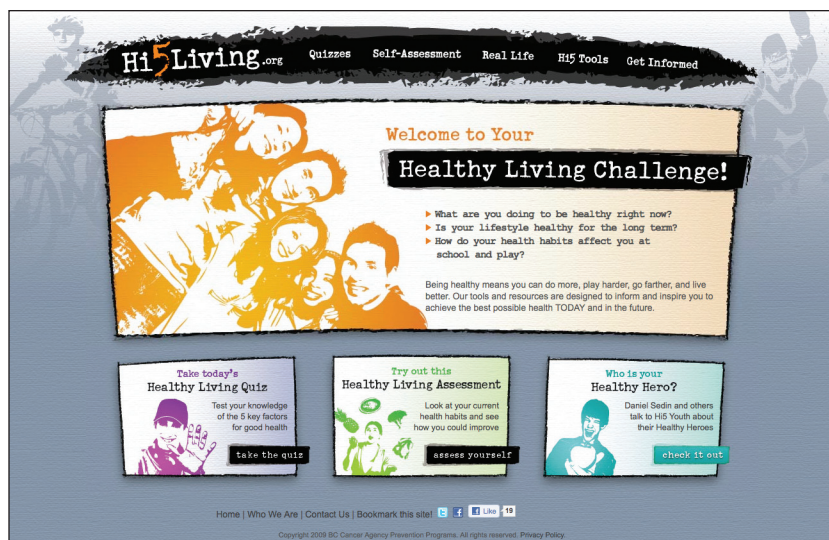 Hi5Living.org
Quizzes
Self-Assessment
Real Life
Hi5 Tools
Get Informed
Welcome to Your
Healthy Living Challenge!
What are you doing to be healthy right now?
Is your lifestyle healthy for the long term?
How do your health habits affect you at
school and play?
Being healthy means you can do more, play harder, go farther, and live
better. Our tools and resources are designed to inform and inspire you to
achieve the best possible health TODAY and in the future.
Take today's
Healthy Living Quiz
Test your knowledge
of the 5 key factors
for good health
take the quiz
Try out this
Healthy Living Assessment
Look at your current
health habits and see
how you could improve
assess yourself
Who is your
Healthy Hero?
Daniel Sedin and others
talk to Hi5 Youth about
their Healthy Heroes
check it out
Home | Who We Are | Contact Us | Bookmark this site! Like 19
Copyright 2009 BC Cancer Agency Prevention Programs. All rights reserved. Privacy Policy.